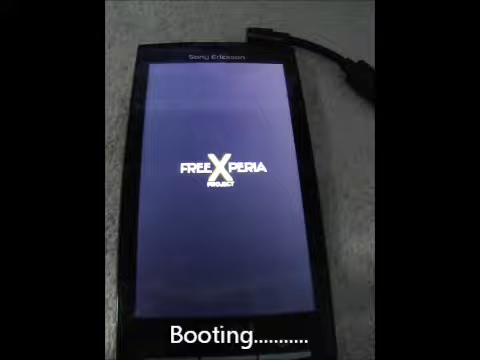 Sony Ericsson
FREEXPERIA
PROJECT
Booting...........